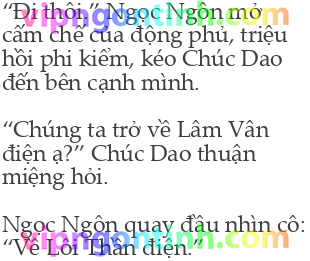 “Đi thôi.” Ngọc Ngôn mở
cấm chế của động phủ, triệu
hồi phi kiếm, kéo Chúc Dao
đến bên cạnh mình.
“Chúng ta trở về Lâm Vân
điện ạ?” Chúc Dao thuận
miệng hỏi.
Ngọc Ngôn quay đầu nhìn cô:
“Về Lôi Thần điện.”
vipngontinh.com
vipngontinh.com